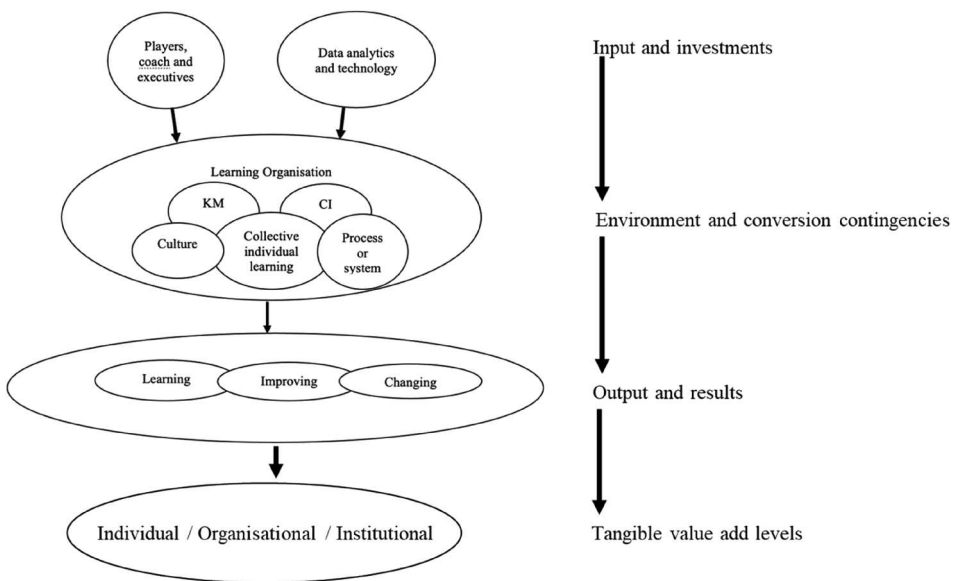 Players,
coach and
executives
Data analytics
and technology
Input and investments
Learning Organisation
KM
CI
Culture
Collective
individual
learning
Process
or
system
Environment and conversion contingencies
Learning
Improving
Changing
Output and results
Individual / Organisational / Institutional
Tangible value add levels